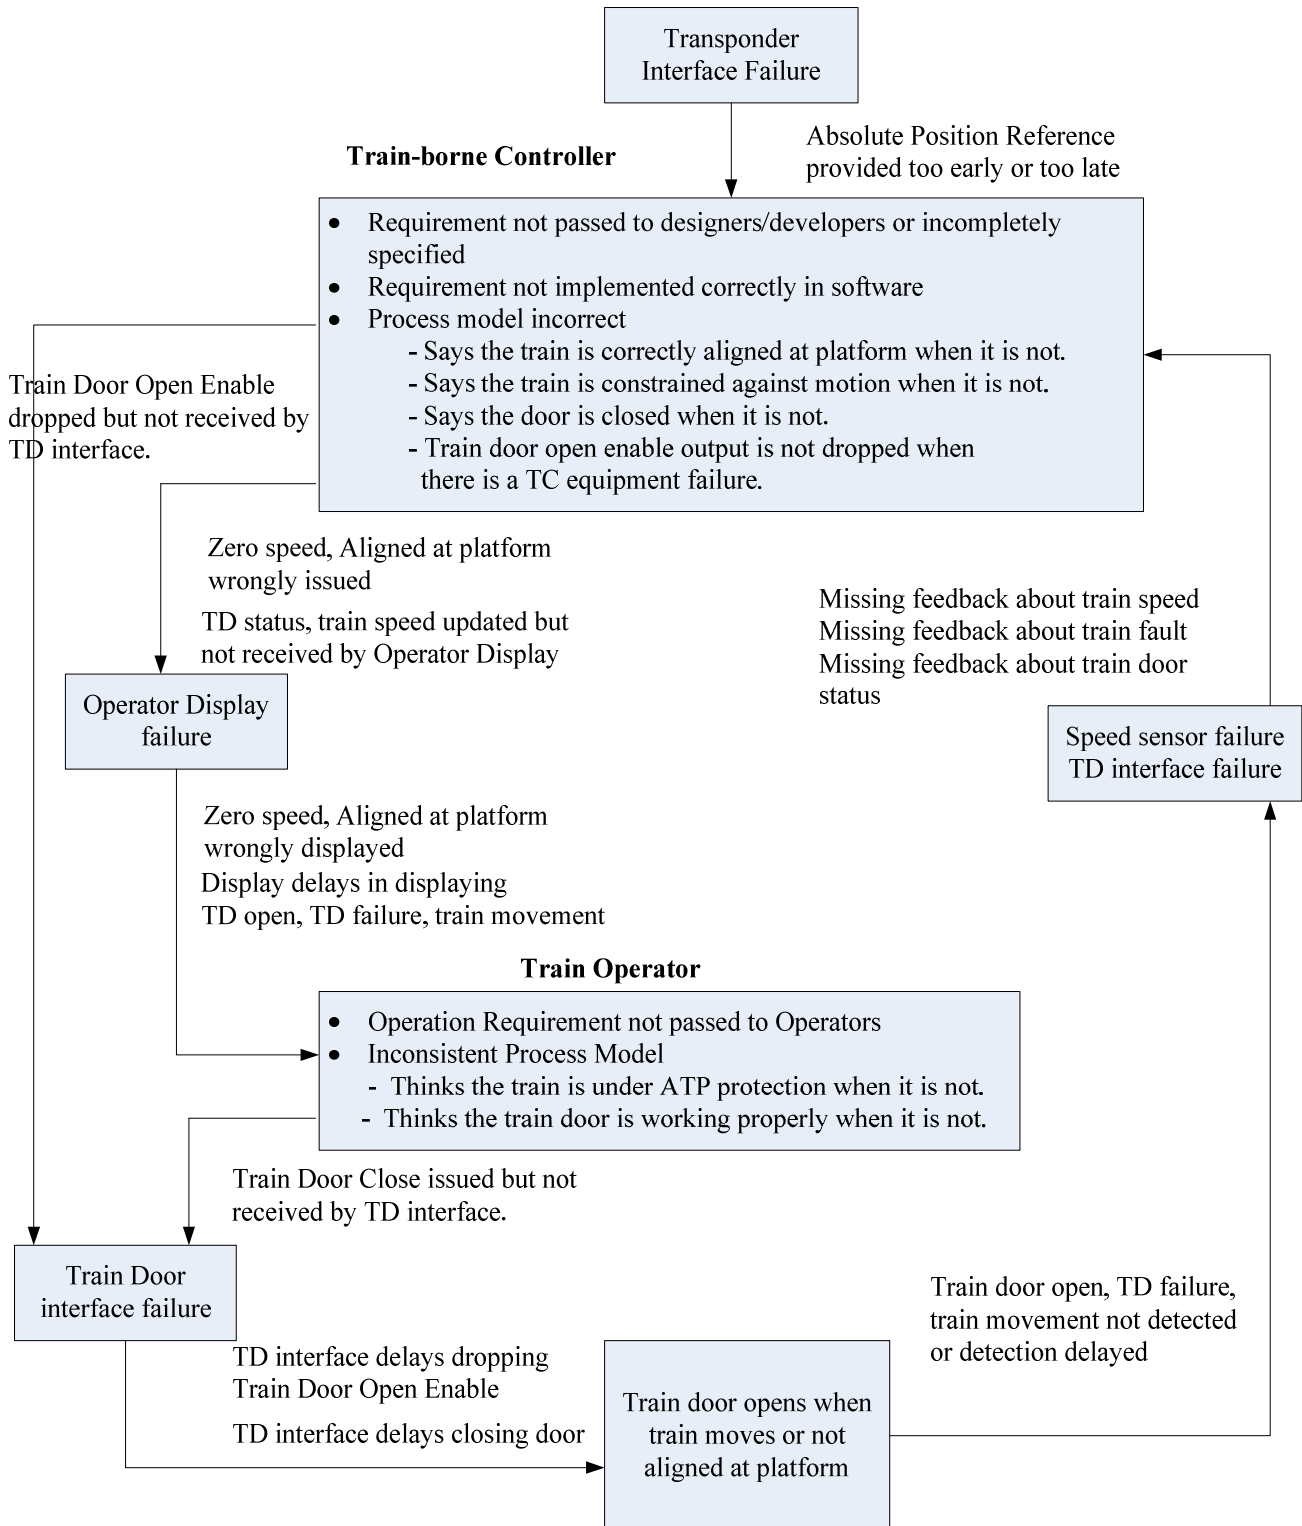 Transponder
Interface Failure
Absolute Position Reference
provided too early or too late
Train-borne Controller
• Requirement not passed to designers/developers or incompletely
specified
• Requirement not implemented correctly in software
• Process model incorrect
- Says the train is correctly aligned at platform when it is not.
- Says the train is constrained against motion when it is not.
- Says the door is closed when it is not.
- Train door open enable output is not dropped when
there is a TC equipment failure.
Train Door Open Enable
dropped but not received by
TD interface.
Zero speed, Aligned at platform
wrongly issued
TD status, train speed updated but
not received by Operator Display
Missing feedback about train speed
Missing feedback about train fault
Missing feedback about train door
status
Operator Display
failure
Speed sensor failure
TD interface failure
Zero speed, Aligned at platform
wrongly displayed
Display delays in displaying
TD open, TD failure, train movement
Train Operator
• Operation Requirement not passed to Operators
• Inconsistent Process Model
- Thinks the train is under ATP protection when it is not.
- Thinks the train door is working properly when it is not.
Train Door Close issued but not
received by TD interface.
Train Door
interface failure
TD interface delays dropping
Train Door Open Enable
TD interface delays closing door
Train door opens when
train moves or not
aligned at platform
Train door open, TD failure,
train movement not detected
or detection delayed